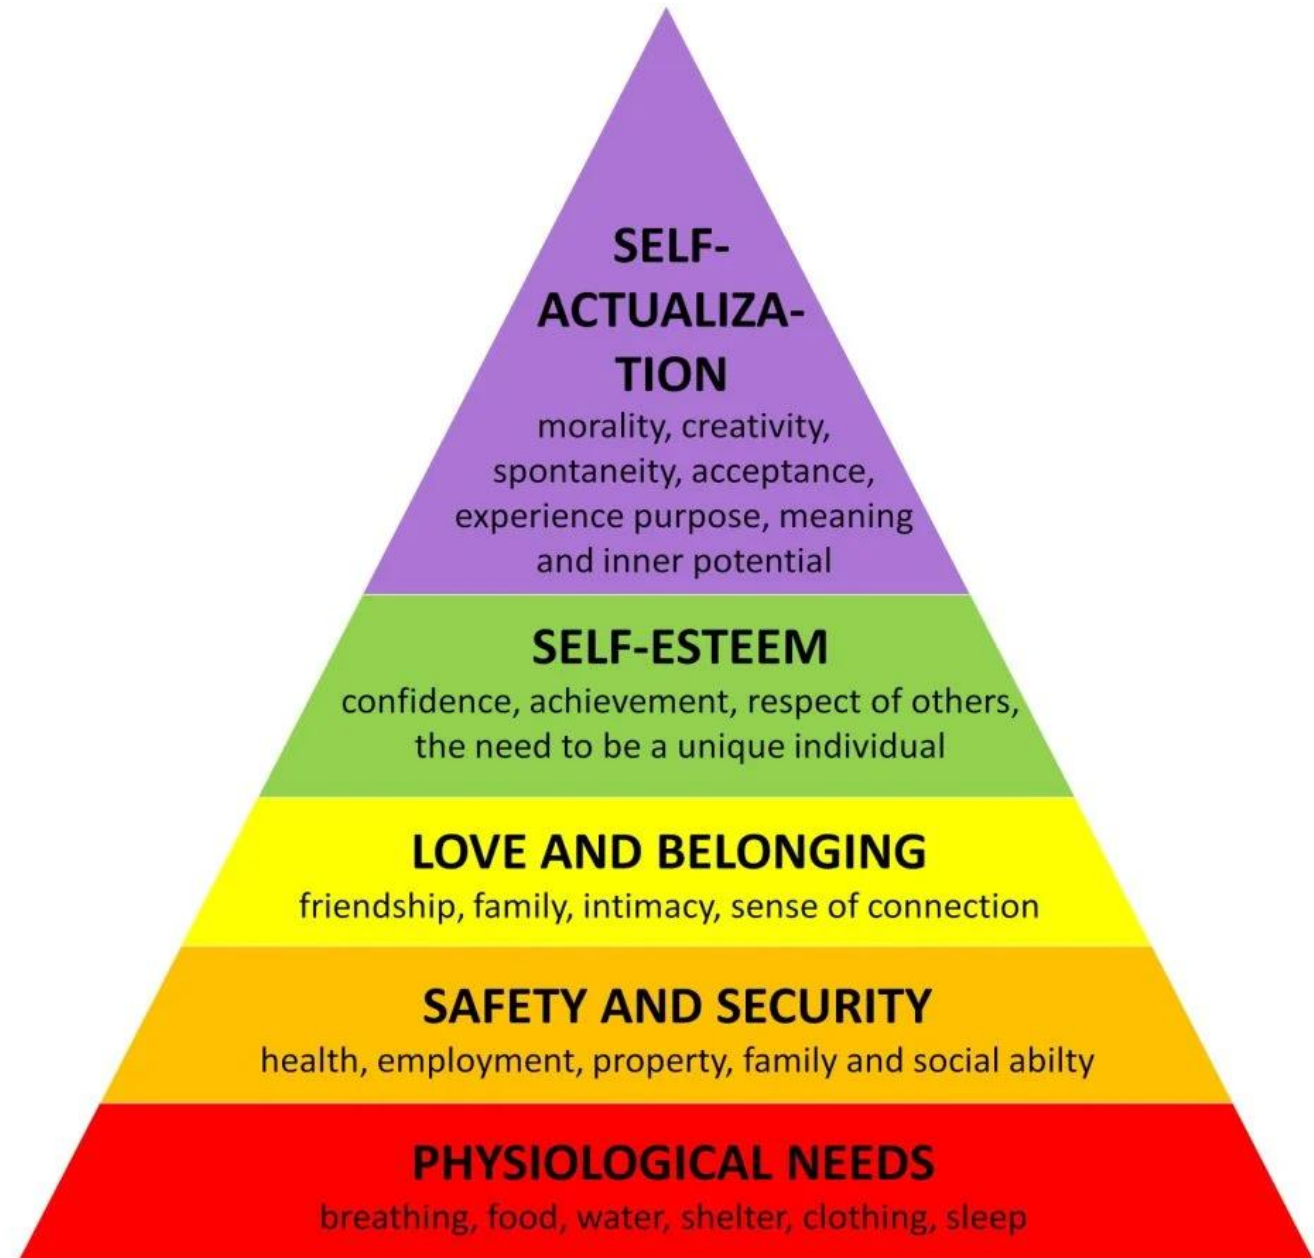 SELF-
ACTUALIZA-
TION
morality, creativity,
spontaneity, acceptance,
experience purpose, meaning
and inner potential
SELF-ESTEEM
confidence, achievement, respect of others,
the need to be a unique individual
LOVE AND BELONGING
friendship, family, intimacy, sense of connection
SAFETY AND SECURITY
health, employment, property, family and social abilty
PHYSIOLOGICAL NEEDS
breathing, food, water, shelter, clothing, sleep